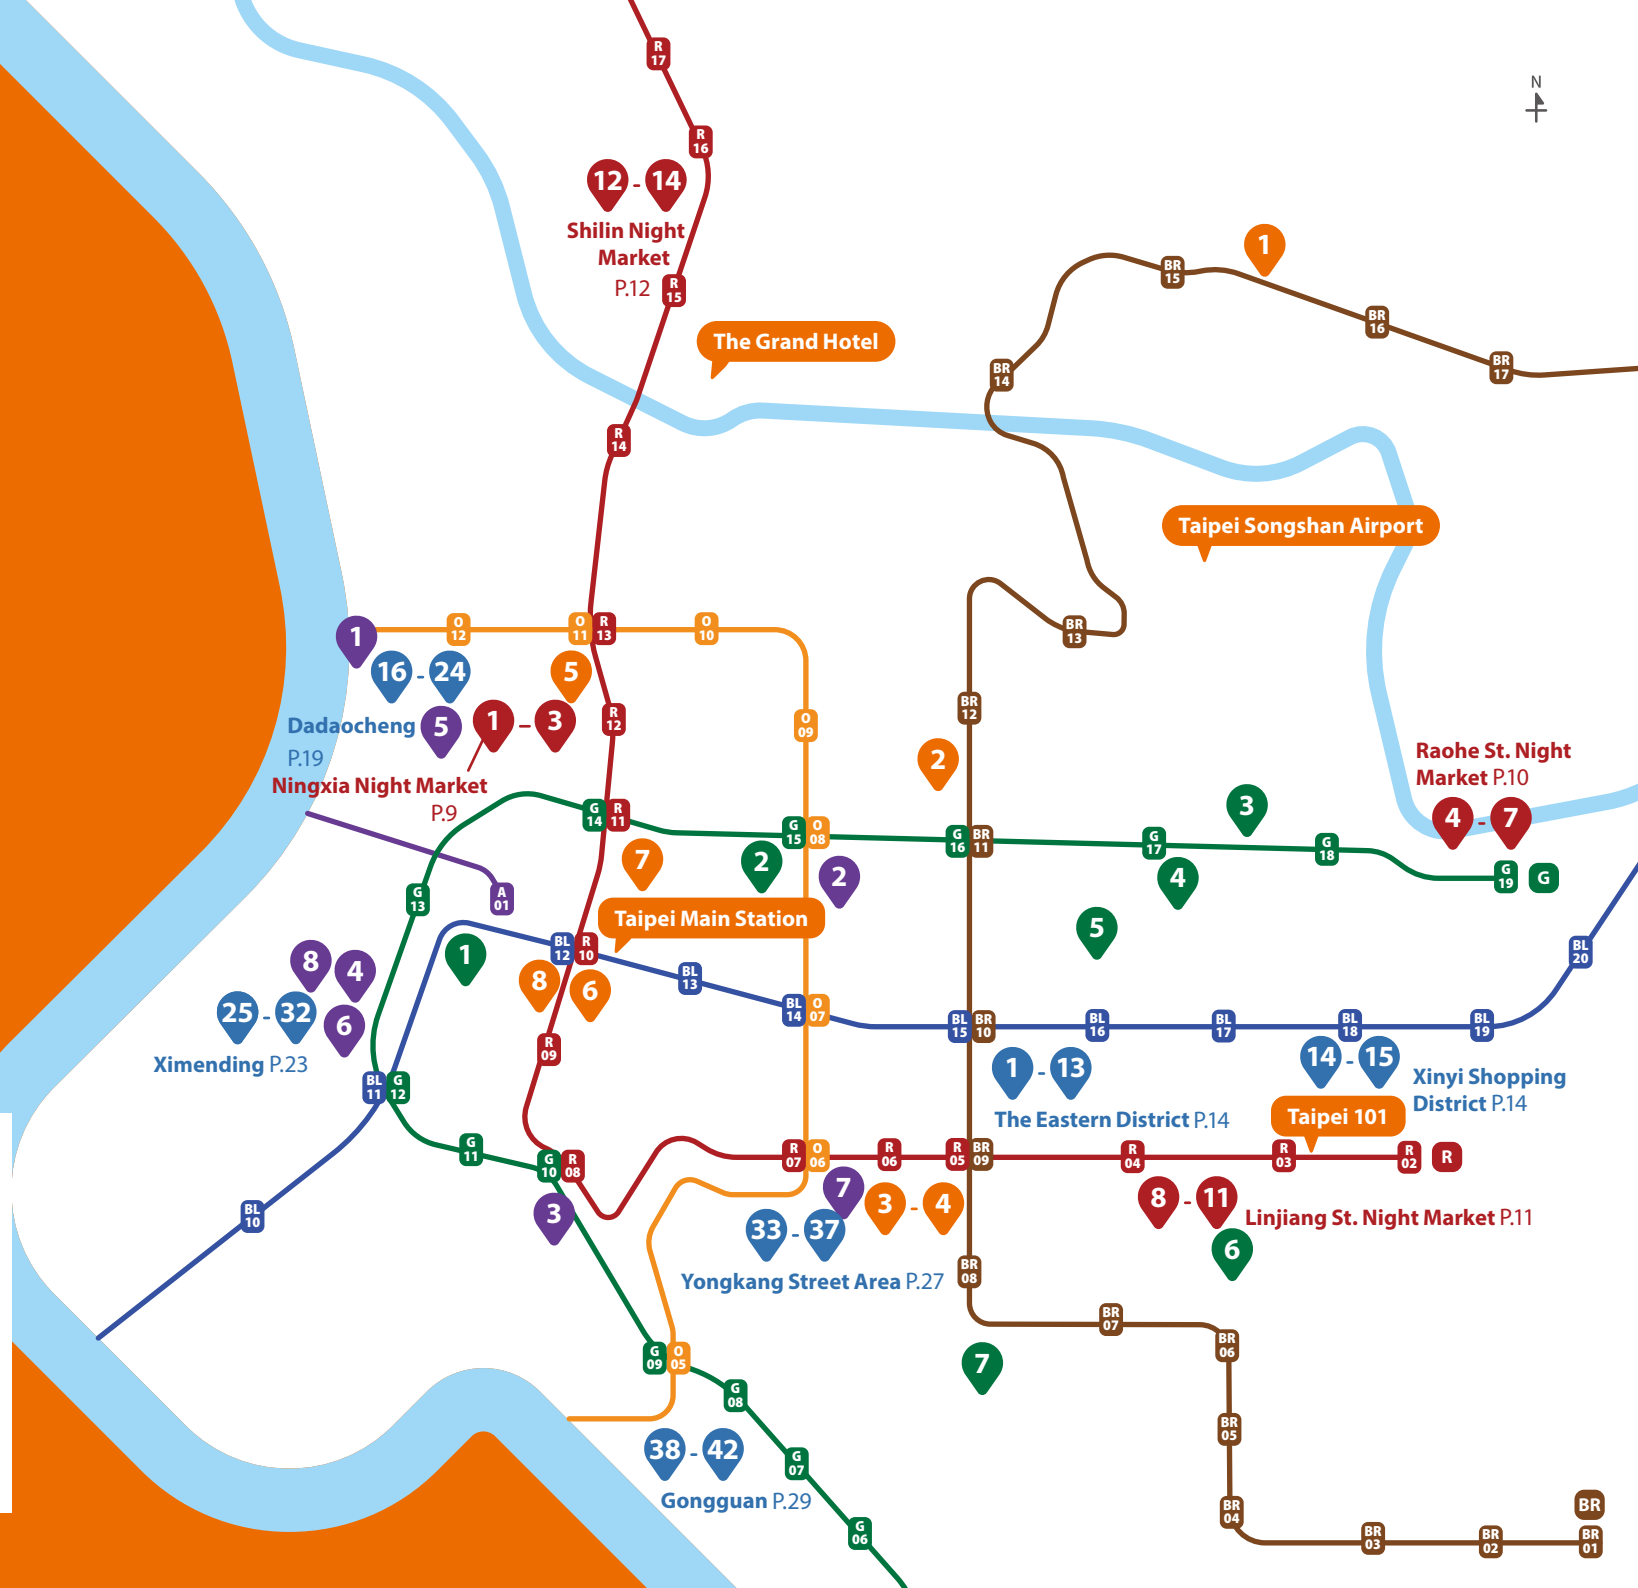 R
17
N
R
16
12 - 14
Shilin Night
Market
P.12
R
15
1
BR
15
BR
16
BR
17
BR
14
The Grand Hotel
R
14
Taipei Songshan Airport
1
O
12
O
11
R
13
O
10
BR
13
16 - 24
5
Dadaocheng
P.19
5
1 - 3
R
12
O
09
BR
12
Ningxia Night Market
P.9
2
Raohe St. Night
Market P.10
4 - 7
3
G
14
R
11
G
15
O
08
G
16
BR
11
G
17
G
18
G
19
G
7
2
2
4
G
13
A
01
Taipei Main Station
5
1
BL
12
R
10
BL
13
BL
20
8
4
8
6
25 - 32
6
Ximending P.23
BL
14
O
07
BL
15
BR
10
BL
16
BL
17
BL
18
BL
19
R
09
1 - 13
The Eastern District P.14
14 - 15
Xinyi Shopping
District P.14
Taipei 101
BL
11
G
12
G
11
G
10
R
08
R
07
O
06
R
06
R
05
BR
09
R
04
R
03
R
02
R
BL
10
3
7
3 - 4
33 - 37
Yongkang Street Area P.27
8 - 11
Linjiang St. Night Market P.11
6
BR
08
BR
07
BR
06
G
09
O
05
7
G
08
BR
05
38 - 42
Gongguan P.29
G
07
G
06
BR
04
BR
03
BR
02
BR
BR
01